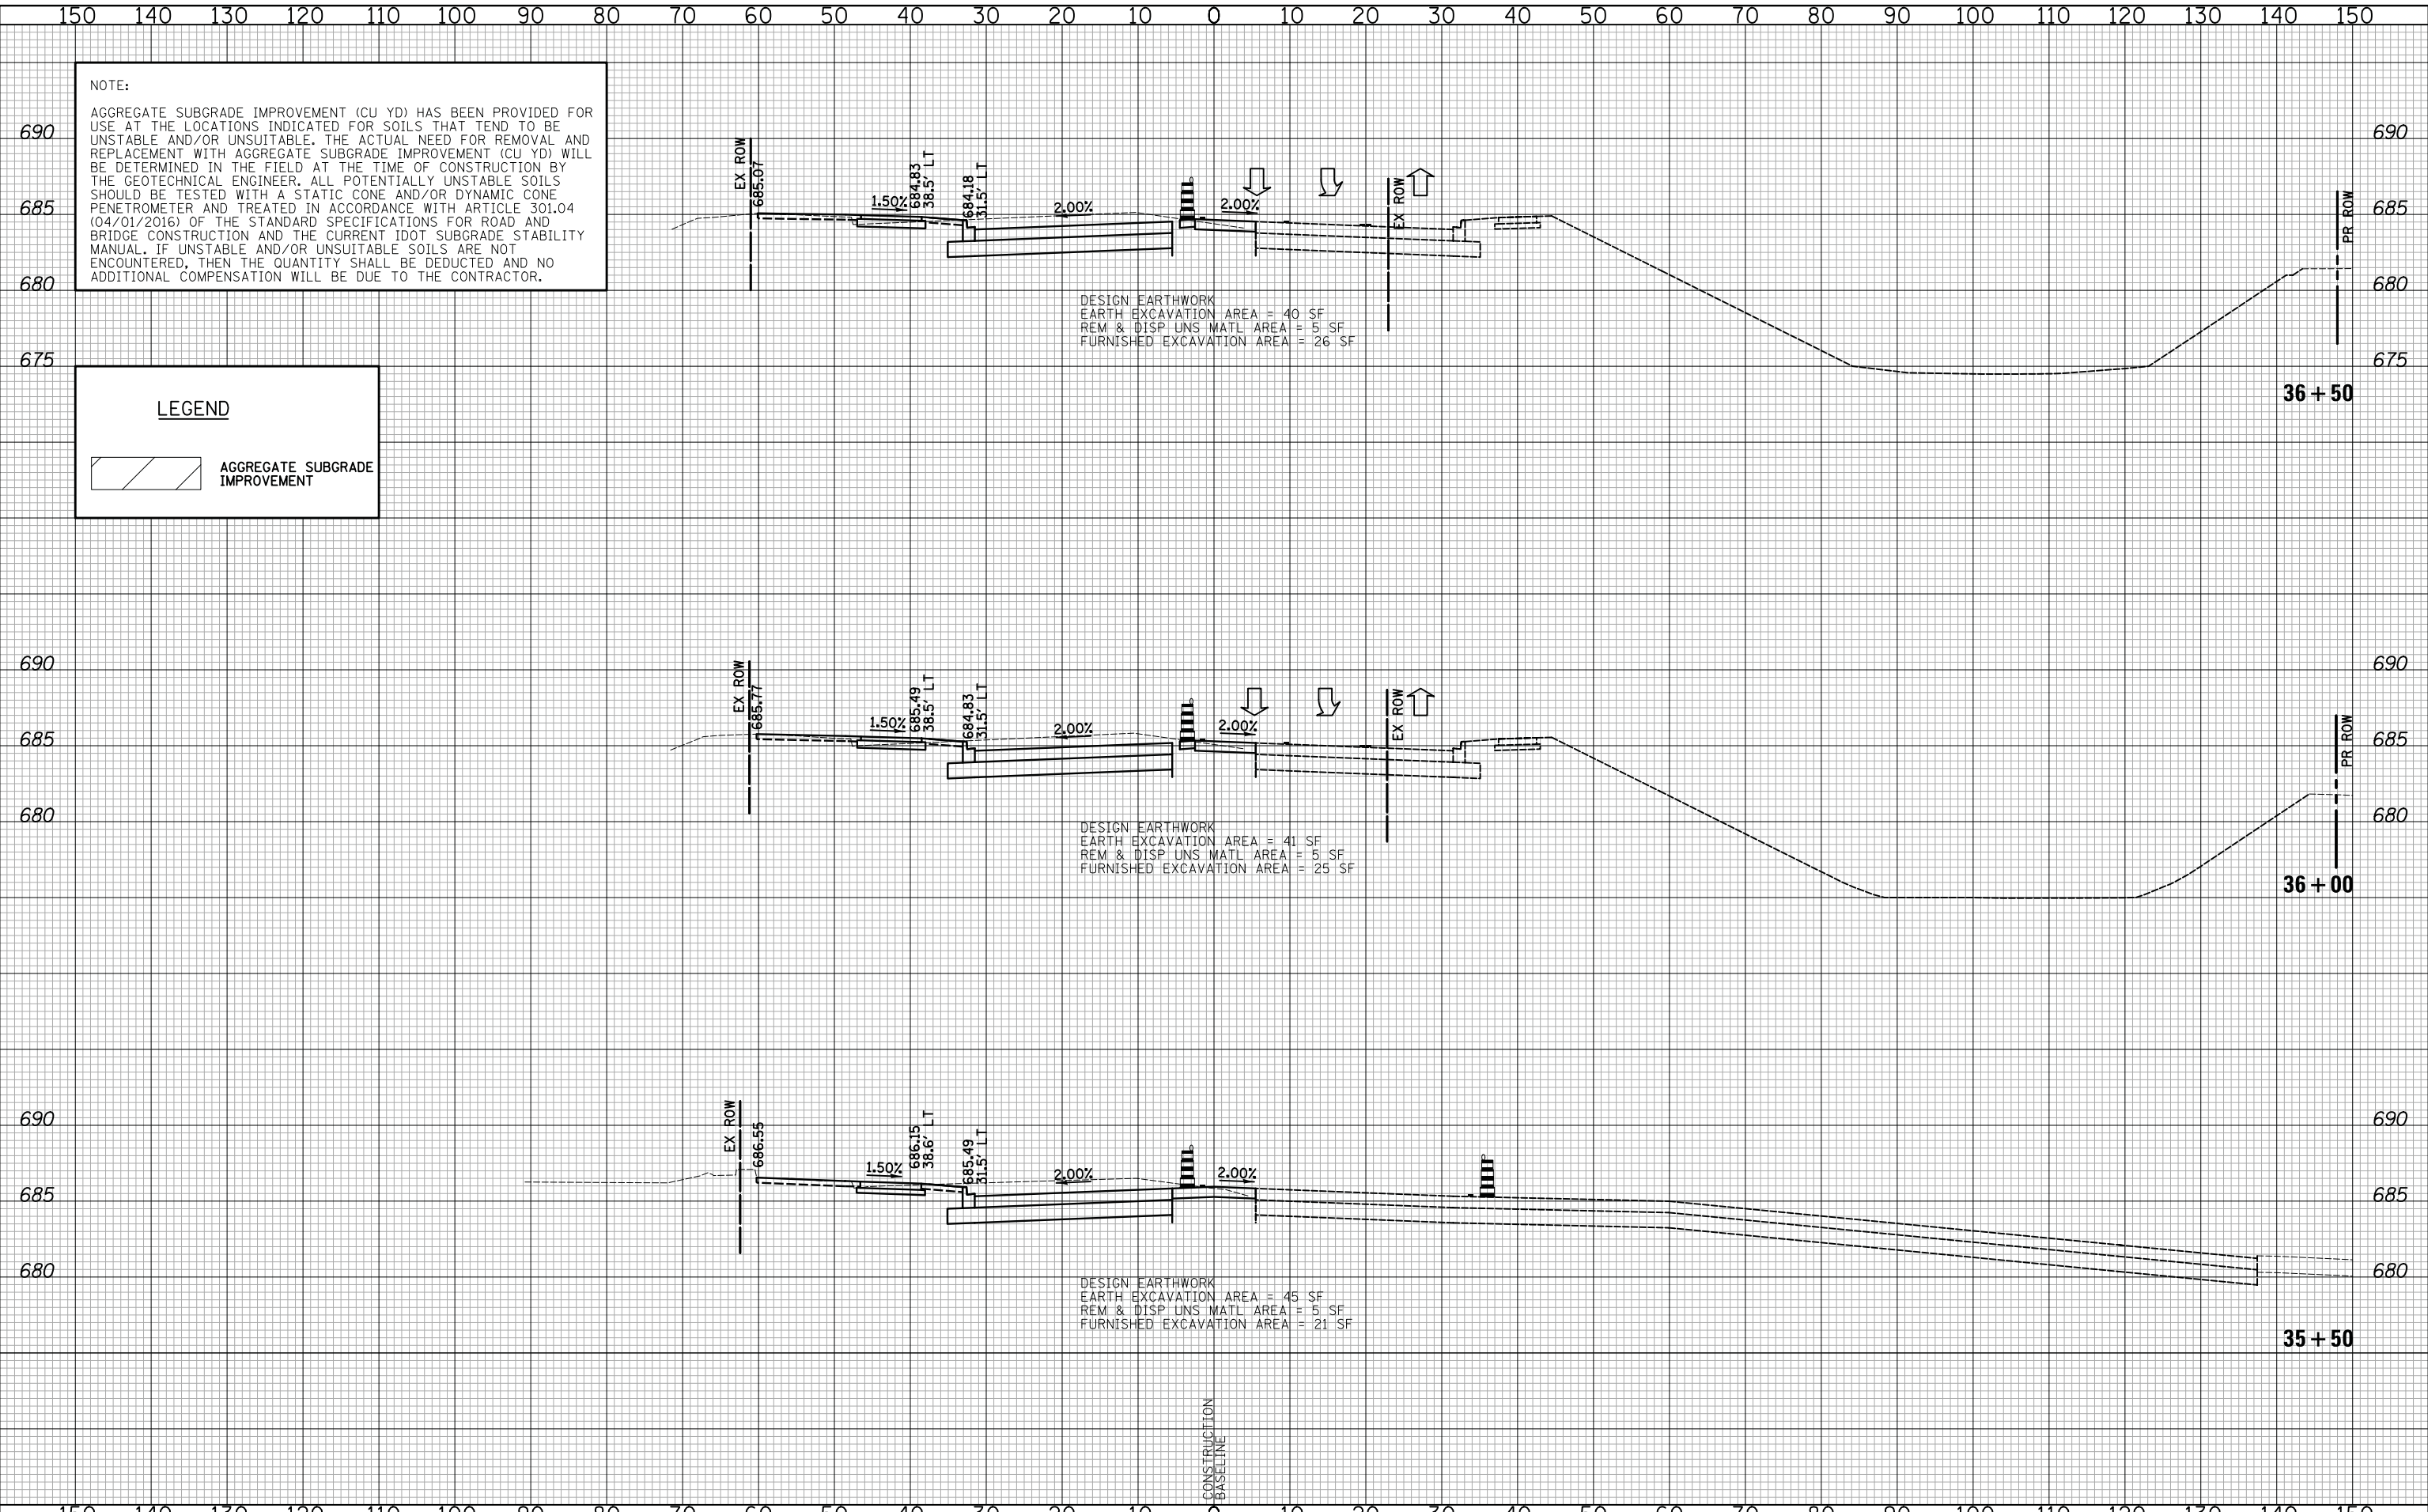 150 140 130 120 110 100 90 80 70 60 50 40 30 20 10 0 10 20 30 40 50 60 70 80 90 100 110 120 130 140 150
NOTE:
AGGREGATE SUBGRADE IMPROVEMENT (CU YD) HAS BEEN PROVIDED FOR
USE AT THE LOCATIONS INDICATED FOR SOILS THAT TEND TO BE
UNSTABLE AND/OR UNSUITABLE. THE ACTUAL NEED FOR REMOVAL AND
REPLACEMENT WITH AGGREGATE SUBGRADE IMPROVEMENT (CU YD) WILL
BE DETERMINED IN THE FIELD AT THE TIME OF CONSTRUCTION BY
THE GEOTECHNICAL ENGINEER. ALL POTENTIALLY UNSTABLE SOILS
SHOULD BE TESTED WITH A STATIC CONE AND/OR DYNAMIC CONE
PENETROMETER AND TREATED IN ACCORDANCE WITH ARTICLE 301.04
(04/01/2016) OF THE STANDARD SPECIFICATIONS FOR ROAD AND
BRIDGE CONSTRUCTION AND THE CURRENT IDOT SUBGRADE STABILITY
MANUAL. IF UNSTABLE AND/OR UNSUITABLE SOILS ARE NOT
ENCOUNTERED, THEN THE QUANTITY SHALL BE DEDUCTED AND NO
ADDITIONAL COMPENSATION WILL BE DUE TO THE CONTRACTOR.
690
685
680
675
EX ROW
685.07
1.50%
684.83
38.5' LT
684.18
31.5' LT
2.00%
2.00%
EX ROW
PR ROW
690
685
680
675
DESIGN EARTHWORK
EARTH EXCAVATION AREA = 40 SF
REM & DISP UNS MATL AREA = 5 SF
FURNISHED EXCAVATION AREA = 26 SF
36+50
LEGEND
AGGREGATE SUBGRADE
IMPROVEMENT
690
685
680
EX ROW
685.77
1.50%
685.49
38.5' LT
684.83
31.5' LT
2.00%
2.00%
EX ROW
PR ROW
690
685
680
DESIGN EARTHWORK
EARTH EXCAVATION AREA = 41 SF
REM & DISP UNS MATL AREA = 5 SF
FURNISHED EXCAVATION AREA = 25 SF
36+00
690
685
680
EX ROW
686.55
1.50%
686.15
38.6' LT
685.49
31.5' LT
2.00%
2.00%
690
685
680
DESIGN EARTHWORK
EARTH EXCAVATION AREA = 45 SF
REM & DISP UNS MATL AREA = 5 SF
FURNISHED EXCAVATION AREA = 21 SF
35+50
CONSTRUCTION
BASELINE
150 140 130 120 110 100 90 80 70 60 50 40 30 20 10 0 10 20 30 40 50 60 70 80 90 100 110 120 130 140 150